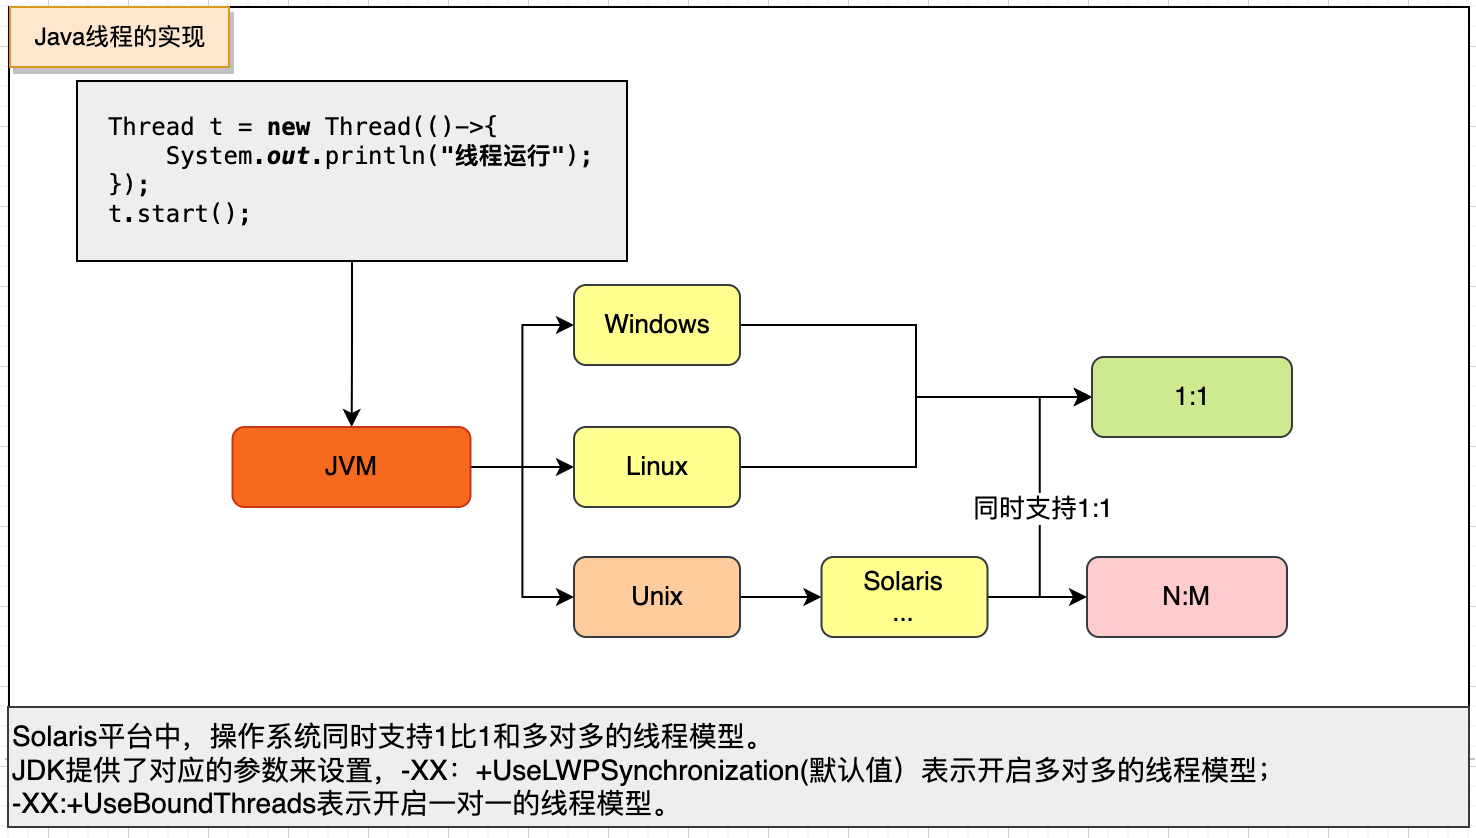 Java线程的实现
Thread t = new Thread(()->{
    System.out.println("线程运行");
});
t.start();
Windows
1:1
JVM
Linux
同时支持1:1
Unix
Solaris
...
N:M
Solaris平台中，操作系统同时支持1比1和多对多的线程模型。
JDK提供了对应的参数来设置，-XX：+UseLWPSynchronization(默认值）表示开启多对多的线程模型；
-XX:+UseBoundThreads表示开启一对一的线程模型。